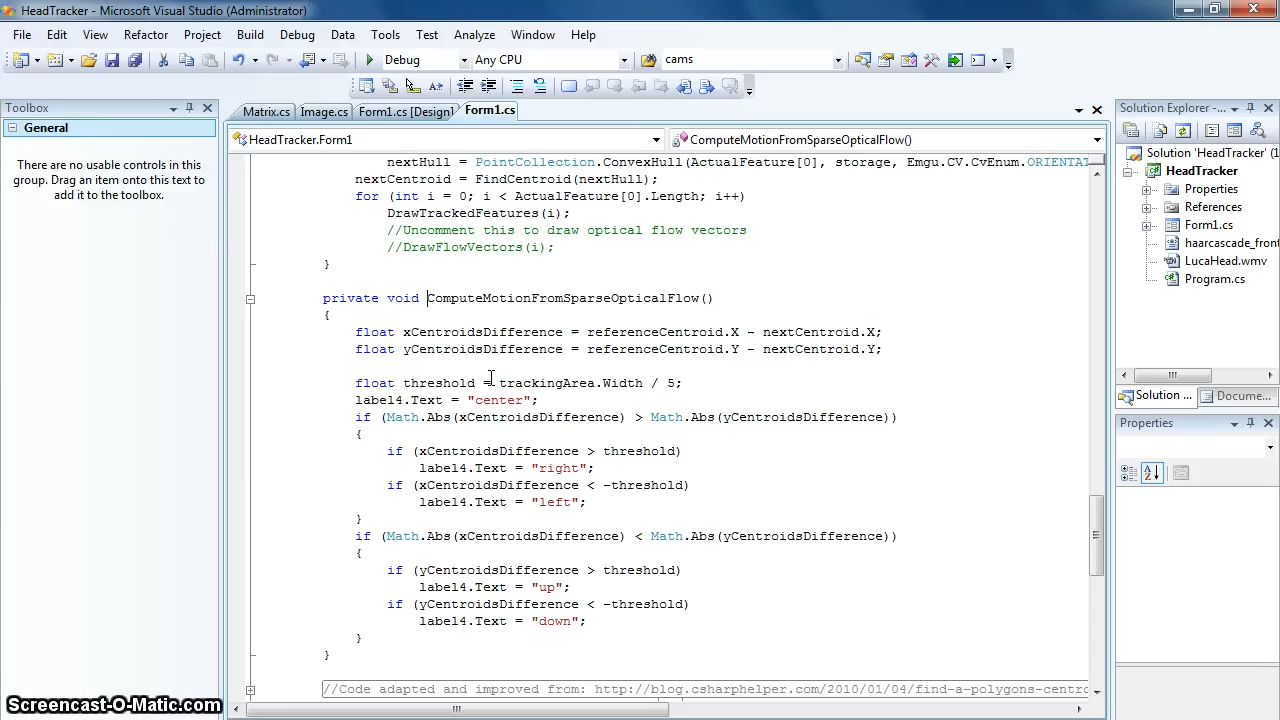 HeadTracker - Microsoft Visual Studio (Administrator)
File Edit View Refactor Project Build Debug Data Tools Test Analyze Window Help
Debug Any CPU cams
Toolbox
General
There are no usable controls in this
group. Drag an item onto this text to
add it to the toolbox.
Matrix.cs Image.cs Form1.cs [Design] Form1.cs
HeadTracker.Form1 ComputeMotionFromSparseOpticalFlow()
nextHull = PointCollection.ConvexHull(ActualFeature[0], storage, Emgu.CV.CvEnum.ORIENTAT
nextCentroid = FindCentroid(nextHull);
for (int i = 0; i < ActualFeature[0].Length; i++)
DrawTrackedFeatures(i);
//Uncomment this to draw optical flow vectors
//DrawFlowVectors(i);
}
private void ComputeMotionFromSparseOpticalFlow()
{
float xCentroidsDifference = referenceCentroid.X - nextCentroid.X;
float yCentroidsDifference = referenceCentroid.Y - nextCentroid.Y;
float threshold = trackingArea.Width / 5;
label4.Text = "center";
if (Math.Abs(xCentroidsDifference) > Math.Abs(yCentroidsDifference))
{
if (xCentroidsDifference > threshold)
label4.Text = "right";
if (xCentroidsDifference < -threshold)
label4.Text = "left";
}
if (Math.Abs(xCentroidsDifference) < Math.Abs(yCentroidsDifference))
{
if (yCentroidsDifference > threshold)
label4.Text = "up";
if (yCentroidsDifference < -threshold)
label4.Text = "down";
}
}
//Code adapted and improved from: http://blog.csharphelper.com/2010/01/04/find-a-polygons-centro
Solution Explorer -...
Solution 'HeadTracker' (1
HeadTracker
Properties
References
Form1.cs
haarcascade_front
LucaHead.wmv
Program.cs
Solution ... Docume...
Properties
Screencast-O-Matic.com